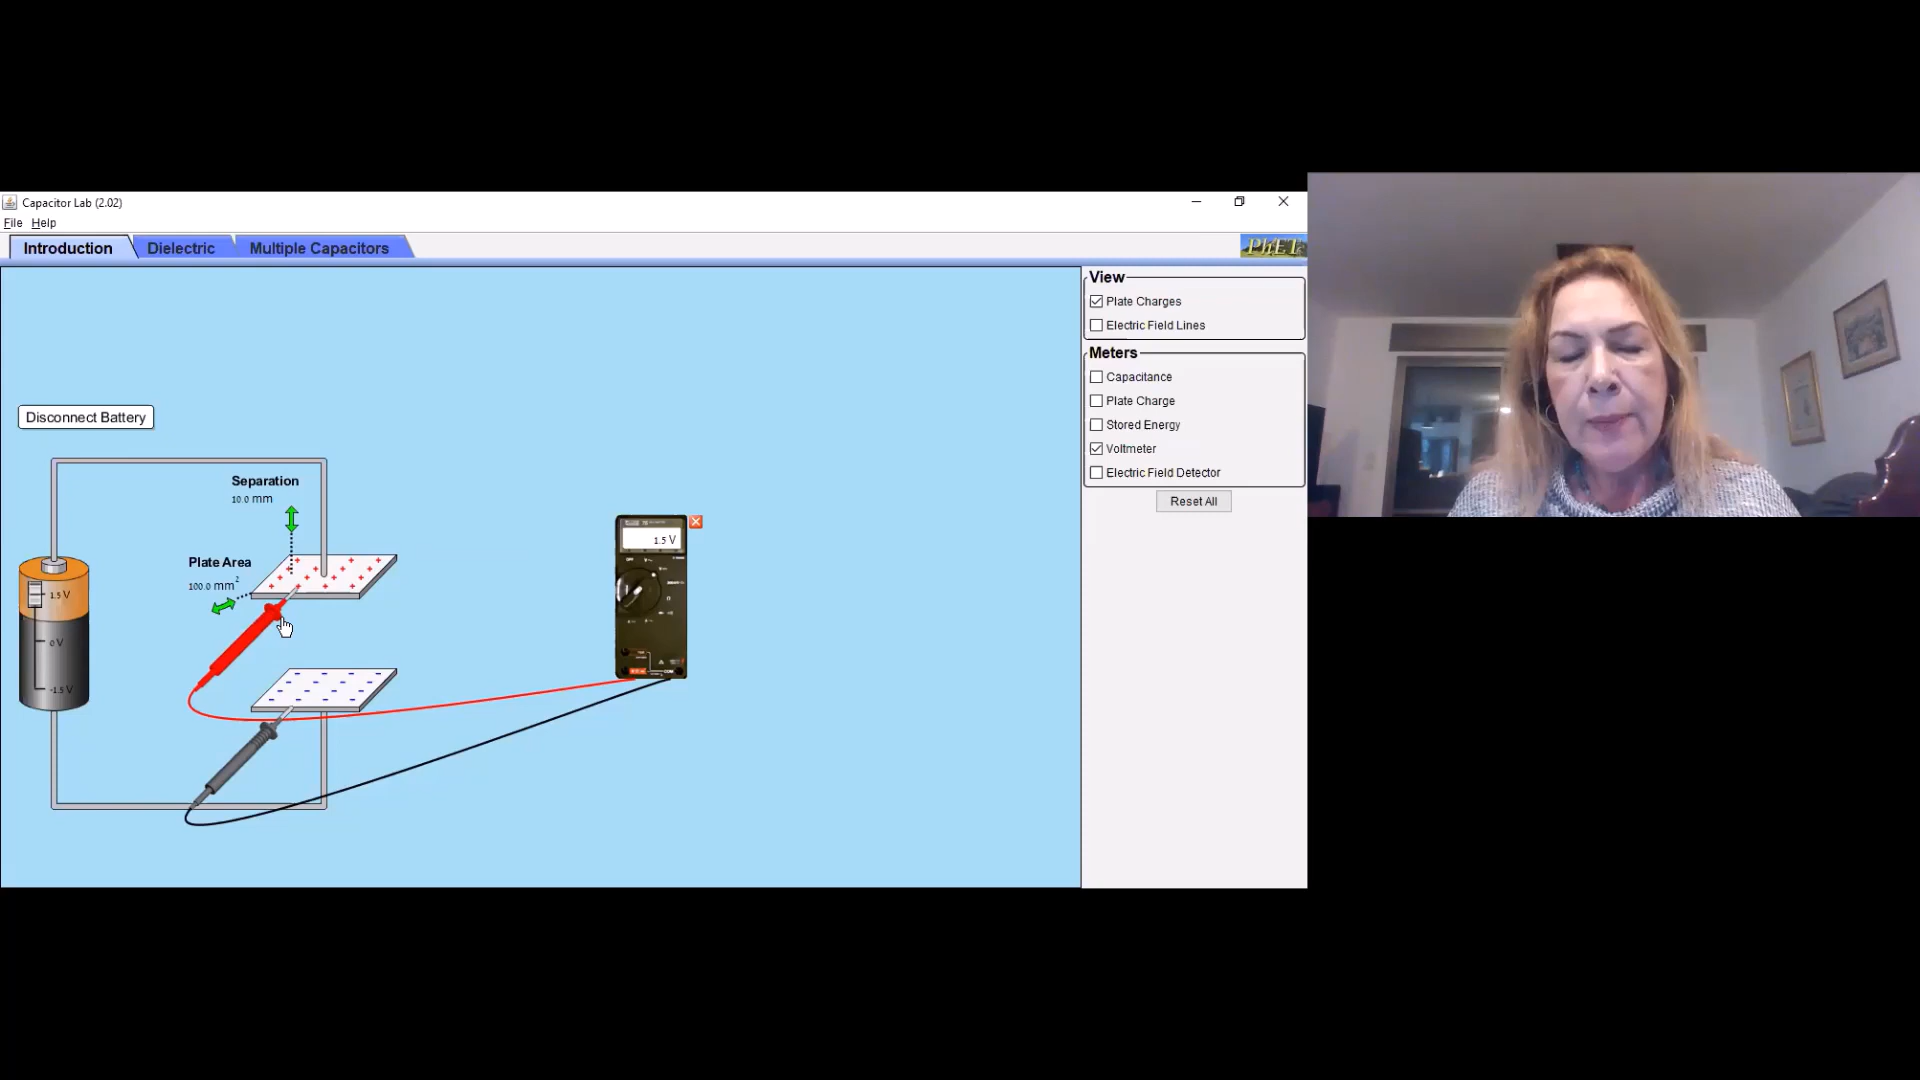 Capacitor Lab (2.02)
File Help
Introduction Dielectric Multiple Capacitors
PhET
View
Plate Charges
Electric Field Lines
Meters
Capacitance
Plate Charge
Stored Energy
Voltmeter
Electric Field Detector
Reset All
Disconnect Battery
Separation
10.0 mm
Plate Area
100.0 mm²
1.5 V
0 V
-1.5 V
1.5 V